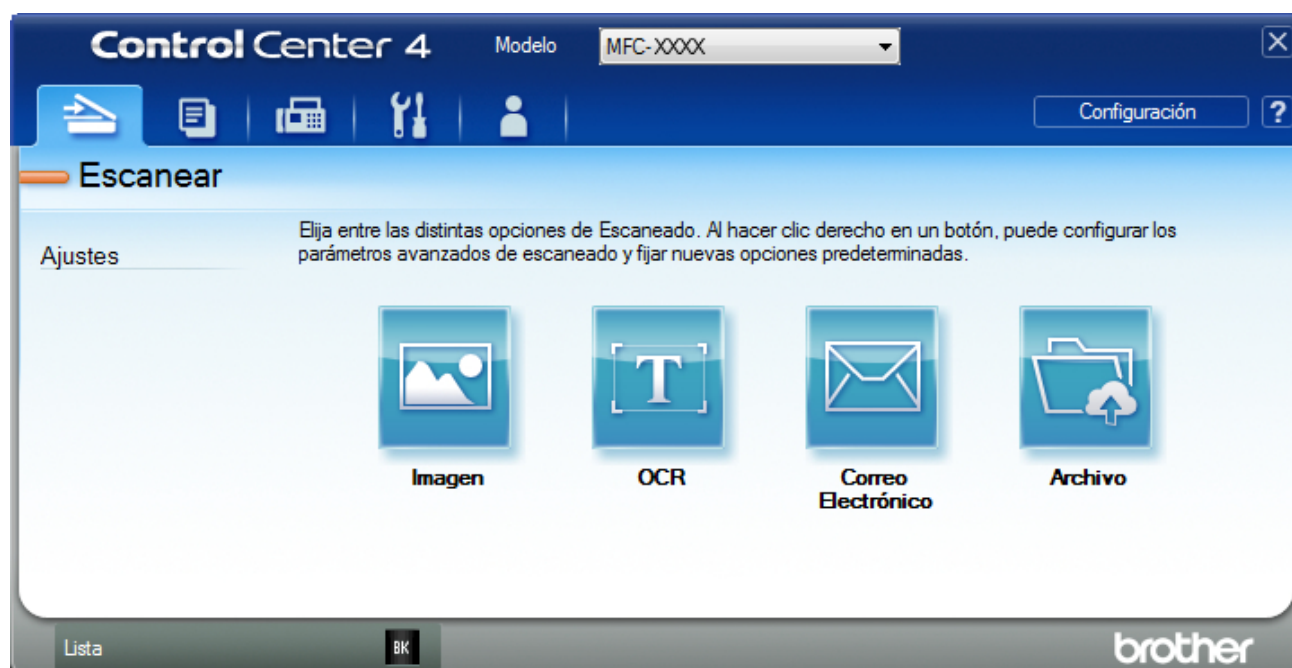 Control Center 4 Modelo MFC-XXXX
Configuración ?
Escanear
Elija entre las distintas opciones de Escaneado. Al hacer clic derecho en un botón, puede configurar los
Ajustes
parámetros avanzados de escaneado y fijar nuevas opciones predeterminadas.
T
Imagen OCR Correo Electrónico Archivo
Lista BK brother